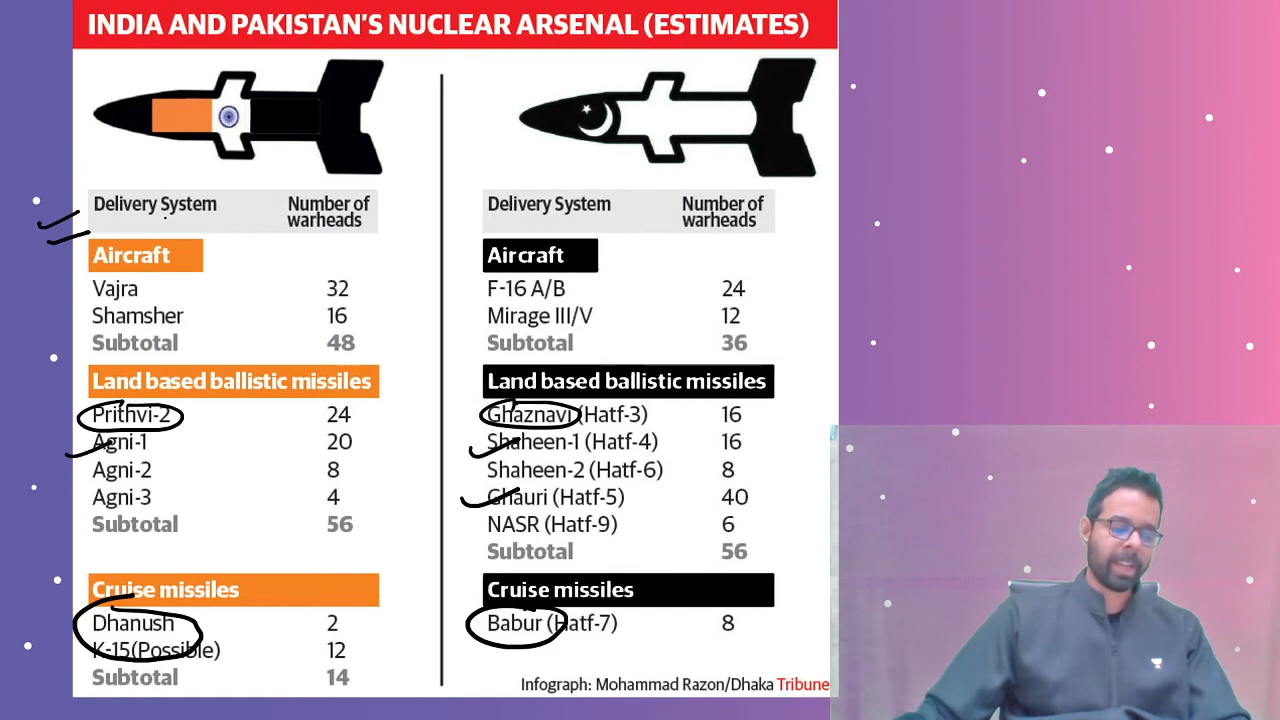 INDIA AND PAKISTAN'S NUCLEAR ARSENAL (ESTIMATES)
Delivery System Number of
warheads
Aircraft
Vajra 32
Shamsher 16
Subtotal 48
Land based ballistic missiles
Prithvi-2 24
Agni-1 20
Agni-2 8
Agni-3 4
Subtotal 56
Cruise missiles
Dhanush 2
K-15(Possible) 12
Subtotal 14
Delivery System Number of
warheads
Aircraft
F-16 A/B 24
Mirage III/V 12
Subtotal 36
Land based ballistic missiles
Ghaznavi (Hatf-3) 16
Shaheen-1 (Hatf-4) 16
Shaheen-2 (Hatf-6) 8
Ghauri (Hatf-5) 40
NASR (Hatf-9) 6
Subtotal 56
Cruise missiles
Babur (Hatf-7) 8
Infograph: Mohammad Razon/Dhaka Tribune